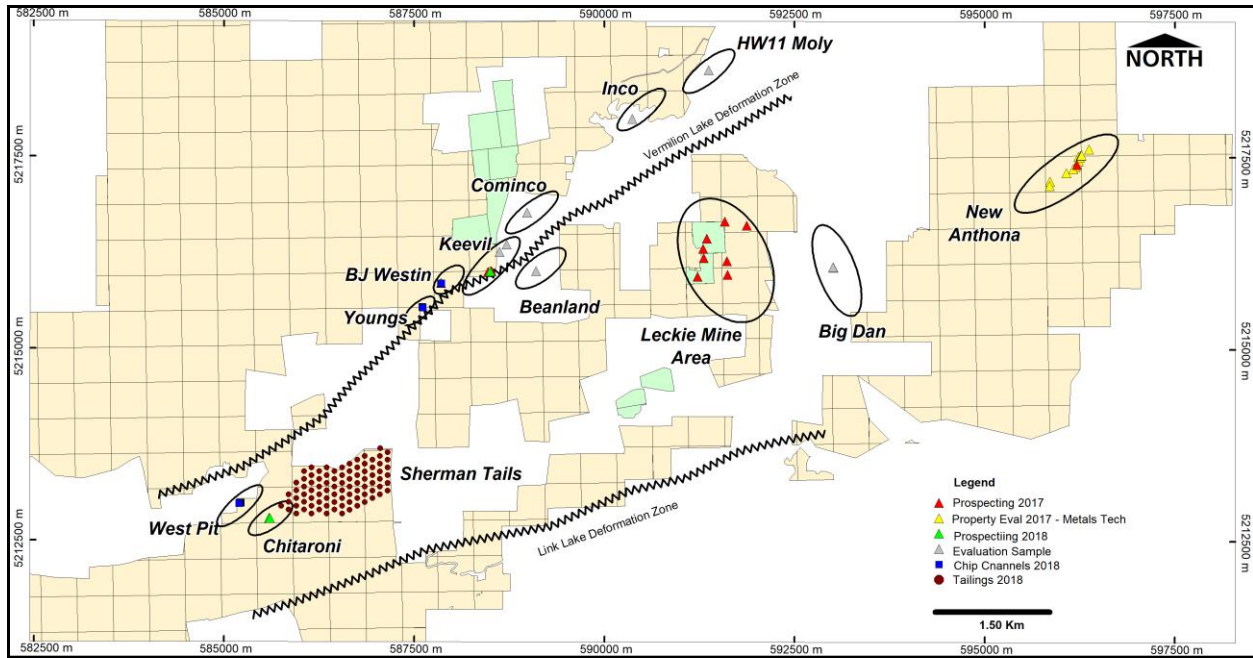 582500 m
585000 m
587500 m
590000 m
592500 m
595000 m
597500 m
HW11 Moly
NORTH
Inco
Vermilion Lake Deformation Zone
5217500 m
5217500 m
Cominco
New
Anthona
Keevil
BJ Westin
Beanland
Youngs
Leckie Mine
Area
Big Dan
5215000 m
5215000 m
Sherman Tails
West Pit
Chitaroni
Link Lake Deformation Zone
5212500 m
5212500 m
Legend
Prospecting 2017
Property Eval 2017 - Metals Tech
Prospectiing 2018
Evaluation Sample
Chip Cnannels 2018
Tailings 2018
1.50 Km
582500 m
585000 m
587500 m
590000 m
592500 m
595000 m
597500 m